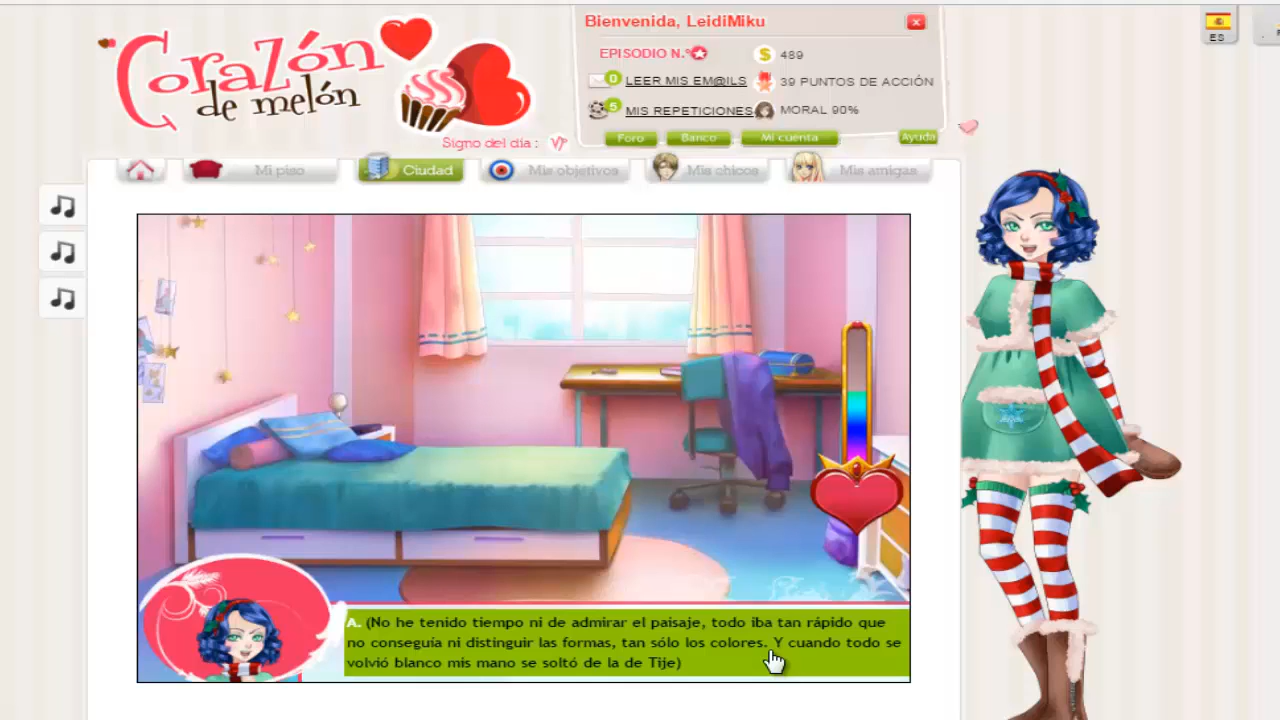 Corazón
de melón
Bienvenida, LeidiMiku
EPISODIO N.º
489
0
LEER MIS EM@ILS
39 PUNTOS DE ACCIÓN
5
MIS REPETICIONES
MORAL 90%
Foro
Banco
Mi cuenta
Ayuda
Signo del día :
ES
Mi piso
Ciudad
Mis objetivos
Mis chicos
Mis amigas
A. (No he tenido tiempo ni de admirar el paisaje, todo iba tan rápido que
no conseguía ni distinguir las formas, tan sólo los colores. Y cuando todo se
volvió blanco mis mano se soltó de la de Tije)